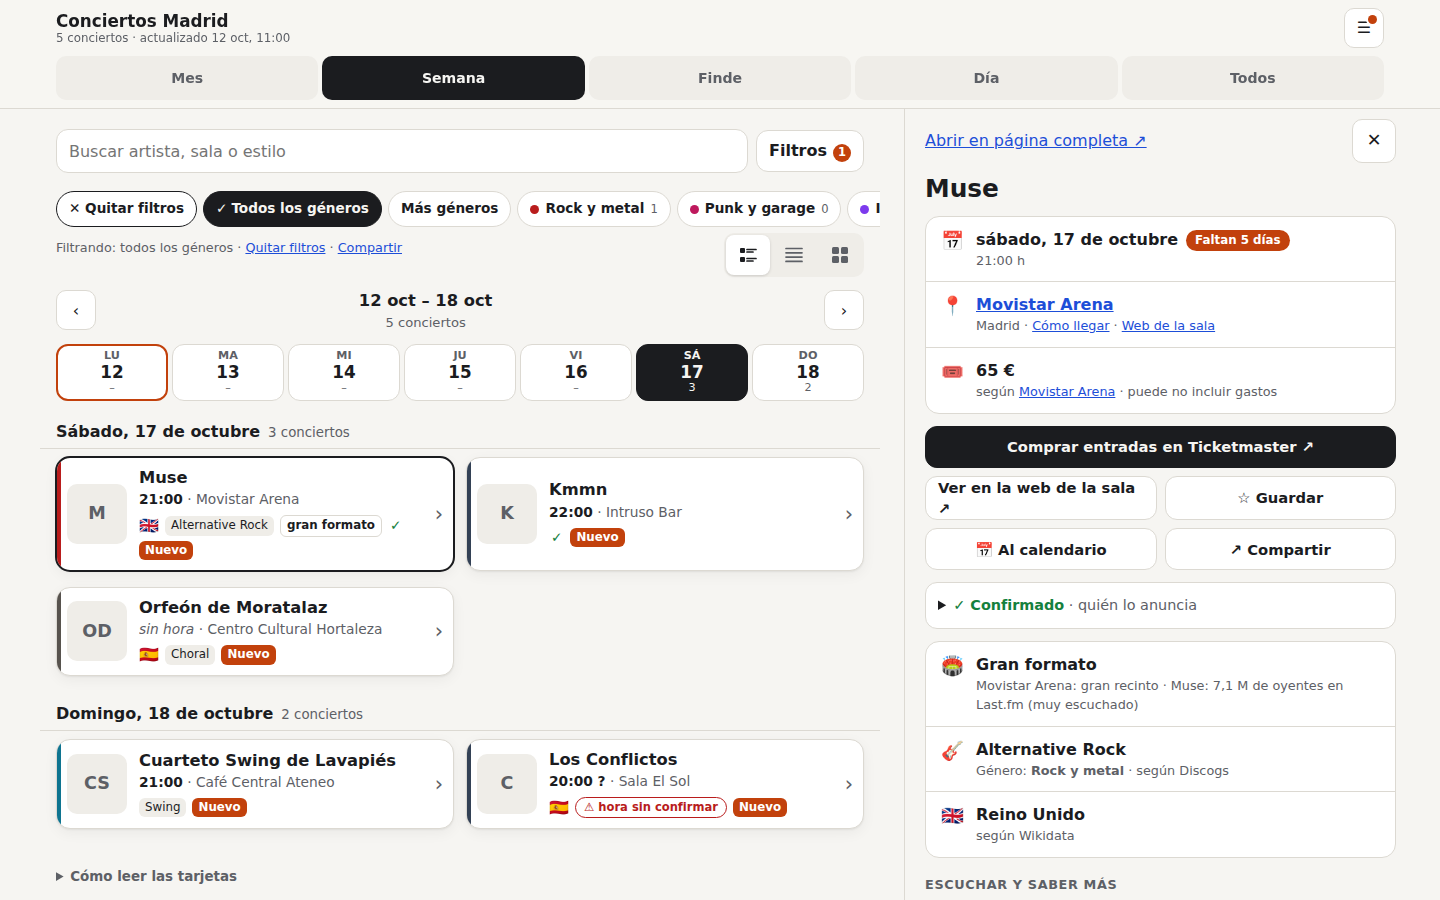 Conciertos Madrid
5 conciertos · actualizado 12 oct, 11:00
☰
Mes
Semana
Finde
Día
Todos
Buscar artista, sala o estilo
Filtros 1
✕ Quitar filtros
✓ Todos los géneros
Más géneros
Rock y metal 1
Punk y garage 0
Filtrando: todos los géneros · Quitar filtros · Compartir
‹
12 oct – 18 oct
›
5 conciertos
LU
12
–
MA
13
–
MI
14
–
JU
15
–
VI
16
–
SÁ
17
3
DO
18
2
Sábado, 17 de octubre 3 conciertos
M
Muse
21:00 · Movistar Arena
🇬🇧 Alternative Rock gran formato ✓
Nuevo
›
K
Kmmn
22:00 · Intruso Bar
✓ Nuevo
›
OD
Orfeón de Moratalaz
sin hora · Centro Cultural Hortaleza
🇪🇸 Choral Nuevo
›
Domingo, 18 de octubre 2 conciertos
CS
Cuarteto Swing de Lavapiés
21:00 · Café Central Ateneo
Swing Nuevo
›
C
Los Conflictos
20:00 ? · Sala El Sol
🇪🇸 ⚠ hora sin confirmar Nuevo
›
▶ Cómo leer las tarjetas
Abrir en página completa ↗
✕
Muse
📅 sábado, 17 de octubre Faltan 5 días
21:00 h
📍 Movistar Arena
Madrid · Cómo llegar · Web de la sala
🎟️ 65 €
según Movistar Arena · puede no incluir gastos
Comprar entradas en Ticketmaster ↗
Ver en la web de la sala
↗
☆ Guardar
📅 Al calendario
↗ Compartir
▶ ✓ Confirmado · quién lo anuncia
🏟️ Gran formato
Movistar Arena: gran recinto · Muse: 7,1 M de oyentes en
Last.fm (muy escuchado)
🎸 Alternative Rock
Género: Rock y metal · según Discogs
🇬🇧 Reino Unido
según Wikidata
ESCUCHAR Y SABER MÁS